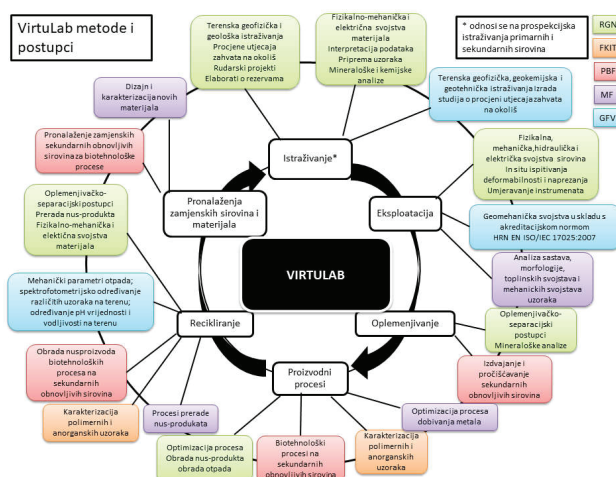 VirtuLab metode i
postupci
Terenska geofizička i
geološka istraživanja
Procjene utjecaja
zahvata na okoliš
Rudarski projekti
Elaborati o rezervama
Fizikalno-mehanička i
električna svojstva
materijala
Interpretacija podataka
Priprema uzoraka
Mineraloške i kemijske
analize
* odnosi se na prospekcijska
istraživanja primarnih i
sekundarnih sirovina
RGN
FKIT
PBF
MF
GFV
Dizajn i
karakterizacija novih
materijala
Terenska geofizička, geokemijska i
geotehnička istraživanja Izrada
studija o procjeni utjecaja zahvata
na okoliš
Pronalaženje zamjenskih
sekundarnih obnovljivih
sirovina za biotehnološke
procese
Istraživanje*
Fizikalna,
mehanička, hidraulička i
električka svojstva sirovina
In situ ispitivanja
deformabilnosti i naprezanja
Umjeravanje instrumenata
Oplemenjivačko-
separacijski postupci
Prerada nus-produkta
Fizikalno-mehanička i
elektična svojstva
materijala
Pronalaženja
zamjenskih sirovina i
materijala
Eksploatacija
Geomehanička svojstva u skladu s
akreditacijskom normom
HRN EN ISO/IEC 17025:2007
VIRTULAB
Analiza sastava,
morfologije,
toplinskih svojstava i
mehanickih svojstava
uzoraka
Mehanički parametri otpada;
spektrofotometrijsko određivanje
različitih uzoraka na terenu;
određivanje pH vrijednosti i
vodljivosti na terenu
Recikliranje
Oplemenjivanje
Oplemenjivačko-
separacijski
postupci
Mineraloške analize
Obrada nusproizvoda
biotehnoloških
procesa na
sekundarnih
obnovljivih sirovina
Proizvodni
procesi
Izdvajanje i
pročišćavanje
sekundarnih
obnovljivih sirovina
Karakterizacija
polimernih i
anorganskih uzoraka
Procesi prerade
nus-produkata
Optimizacija procesa
dobivanja metala
Optimizacija procesa
Obrada nus-produkta
obrada otpada
Biotehnološki
procesi na
sekundarnih
obnovljivih sirovina
Karakterizacija
polimernih i
anorganskih
uzoraka